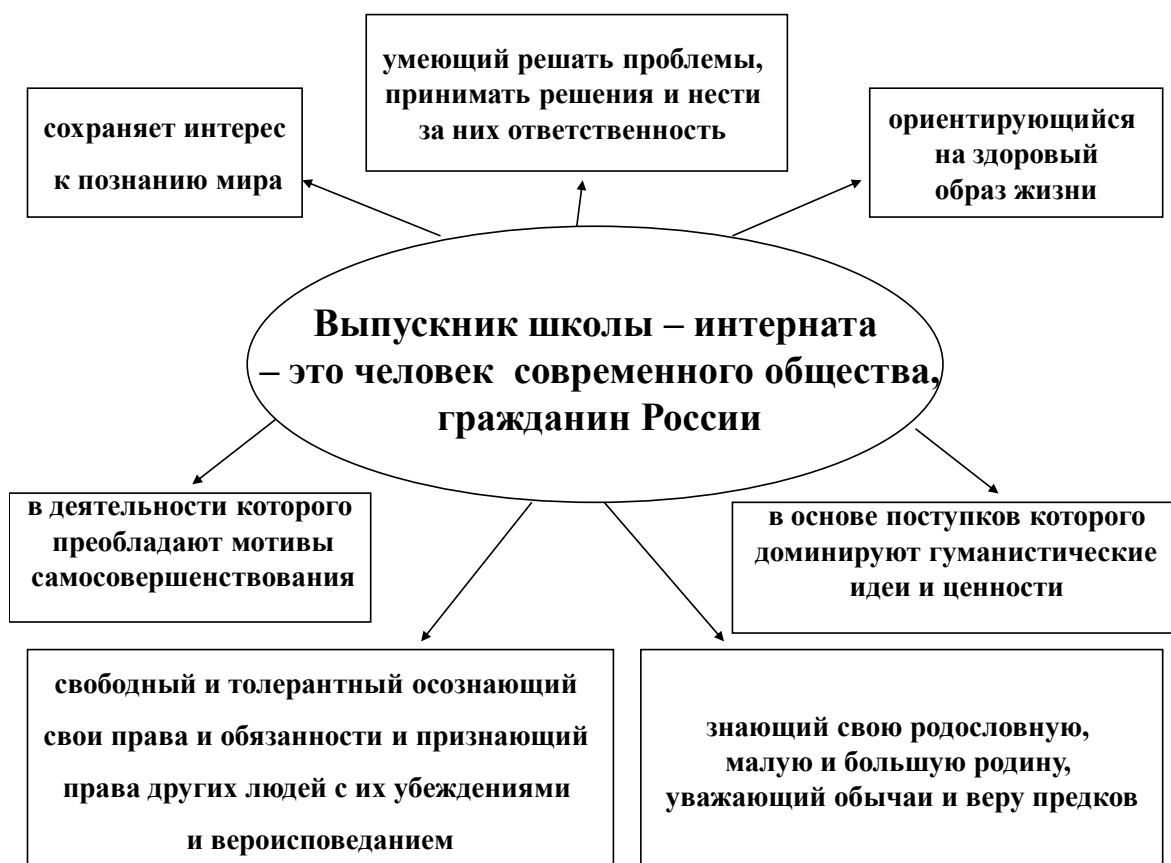 умеющий решать проблемы,
принимать решения и нести
за них ответственность
сохраняет интерес
к познанию мира
ориентирующийся
на здоровый
образ жизни
Выпускник школы – интерната
– это человек современного общества,
гражданин России
в деятельности которого
преобладают мотивы
самосовершенствования
в основе поступков которого
доминируют гуманистические
идеи и ценности
свободный и толерантный осознающий
свои права и обязанности и признающий
права других людей с их убеждениями
и вероисповеданием
знающий свою родословную,
малую и большую родину,
уважающий обычаи и веру предков